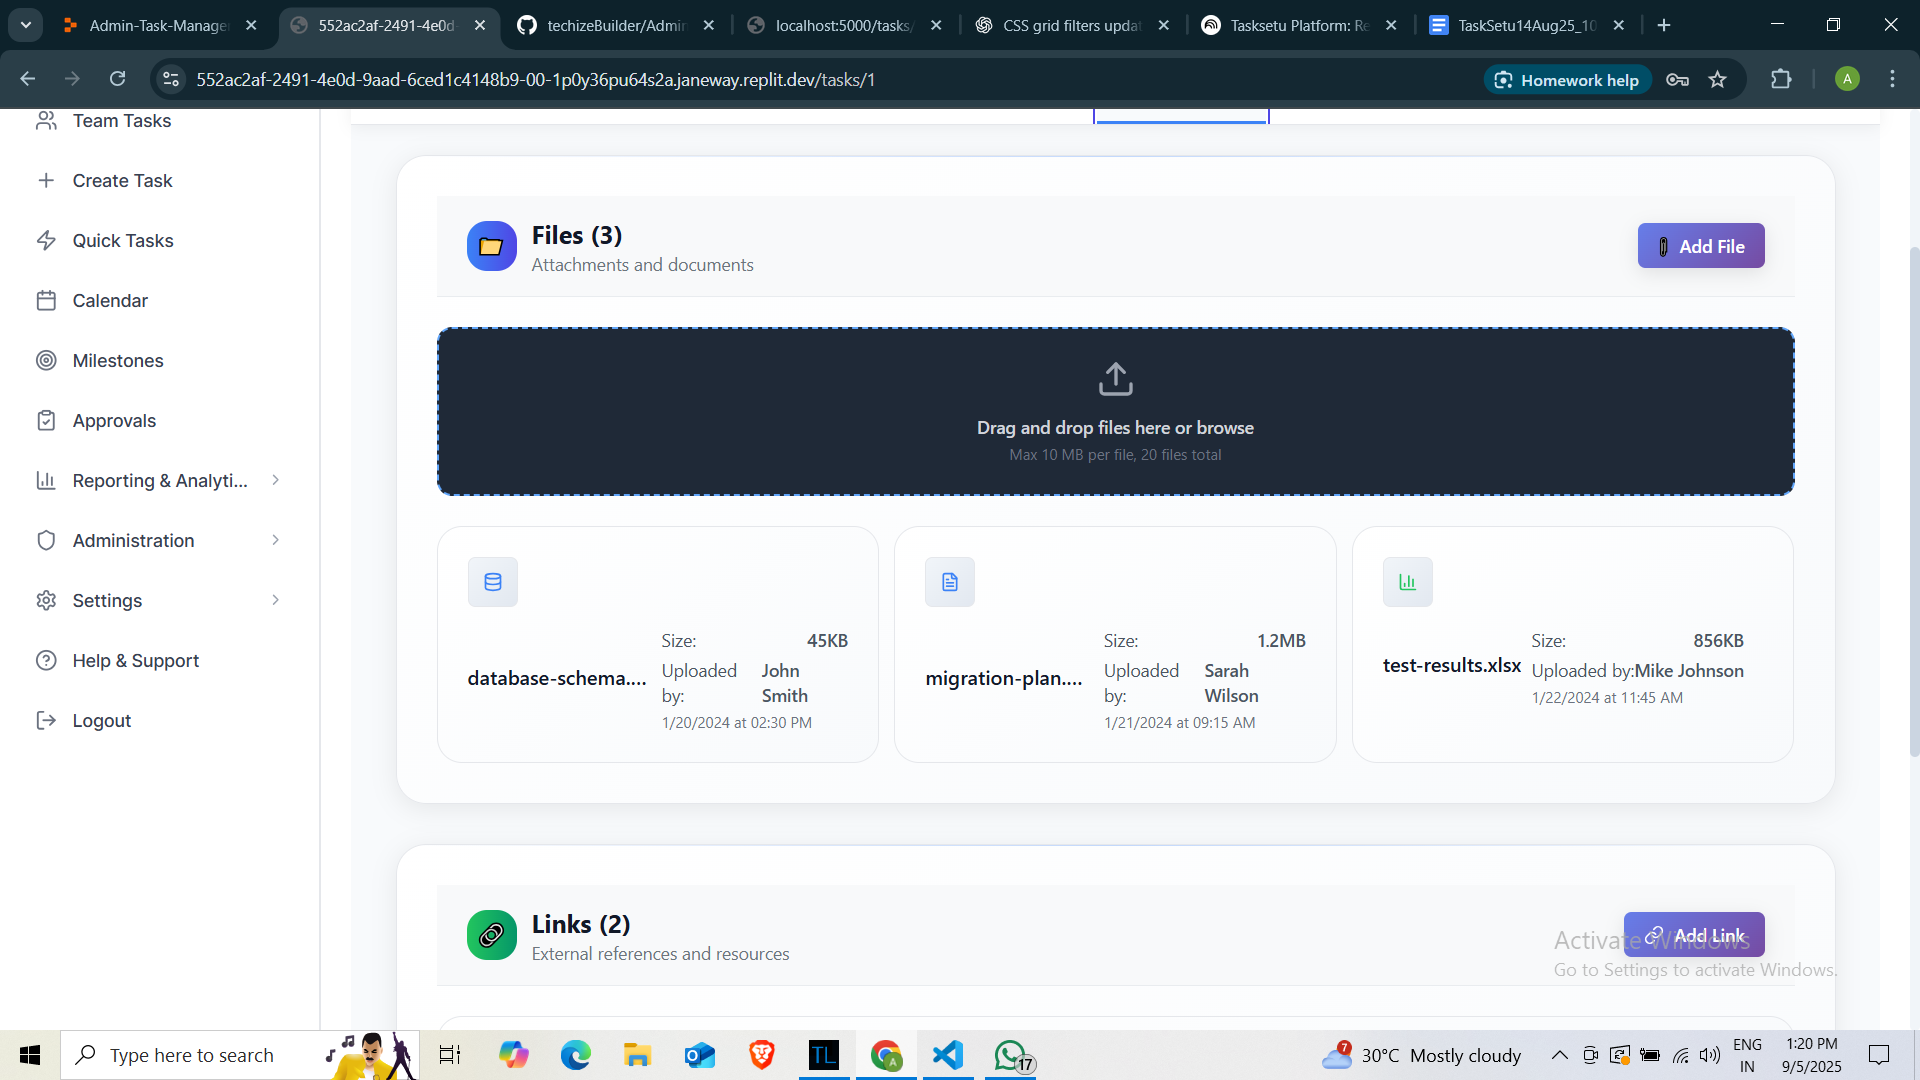 Admin-Task-Manage
552ac2af-2491-4e0d-
techizeBuilder/Admin
localhost:5000/tasks/
CSS grid filters updat
Tasksetu Platform: Re
TaskSetu14Aug25_10
552ac2af-2491-4e0d-9aad-6ced1c4148b9-00-1p0y36pu64s2a.janeway.replit.dev/tasks/1
Homework help
A
Team Tasks
Create Task
Quick Tasks
Calendar
Milestones
Approvals
Reporting & Analyti...
Administration
Settings
Help & Support
Logout
Files (3)
Attachments and documents
Add File
Drag and drop files here or browse
Max 10 MB per file, 20 files total
database-schema....
Size: 45KB
Uploaded by: John Smith
1/20/2024 at 02:30 PM
migration-plan....
Size: 1.2MB
Uploaded by: Sarah Wilson
1/21/2024 at 09:15 AM
test-results.xlsx
Size: 856KB
Uploaded by:Mike Johnson
1/22/2024 at 11:45 AM
Links (2)
External references and resources
Add Link
Activate Windows
Go to Settings to activate Windows.
Type here to search
TL
A
17
7
30°C Mostly cloudy
ENG
IN
1:20 PM
9/5/2025